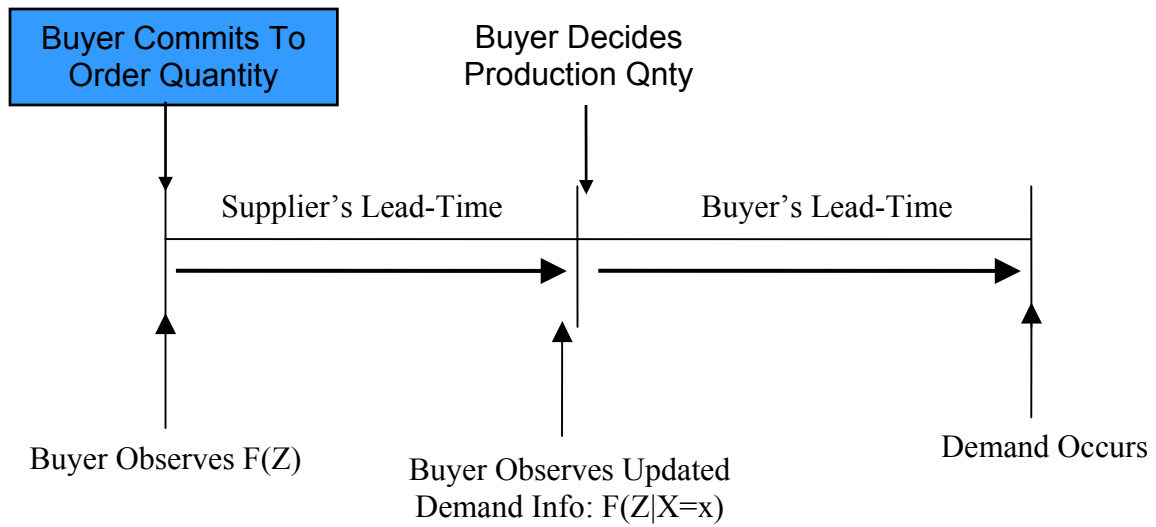 Buyer Commits To
Order Quantity
Buyer Decides
Production Qnty
Supplier’s Lead-Time
Buyer’s Lead-Time
Buyer Observes F(Z)
Buyer Observes Updated
Demand Info: F(Z|X=x)
Demand Occurs